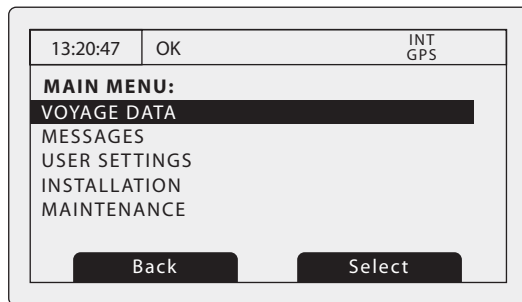 13:20:47 OK INT
GPS
MAIN MENU:
VOYAGE DATA
MESSAGES
USER SETTINGS
INSTALLATION
MAINTENANCE
Back Select